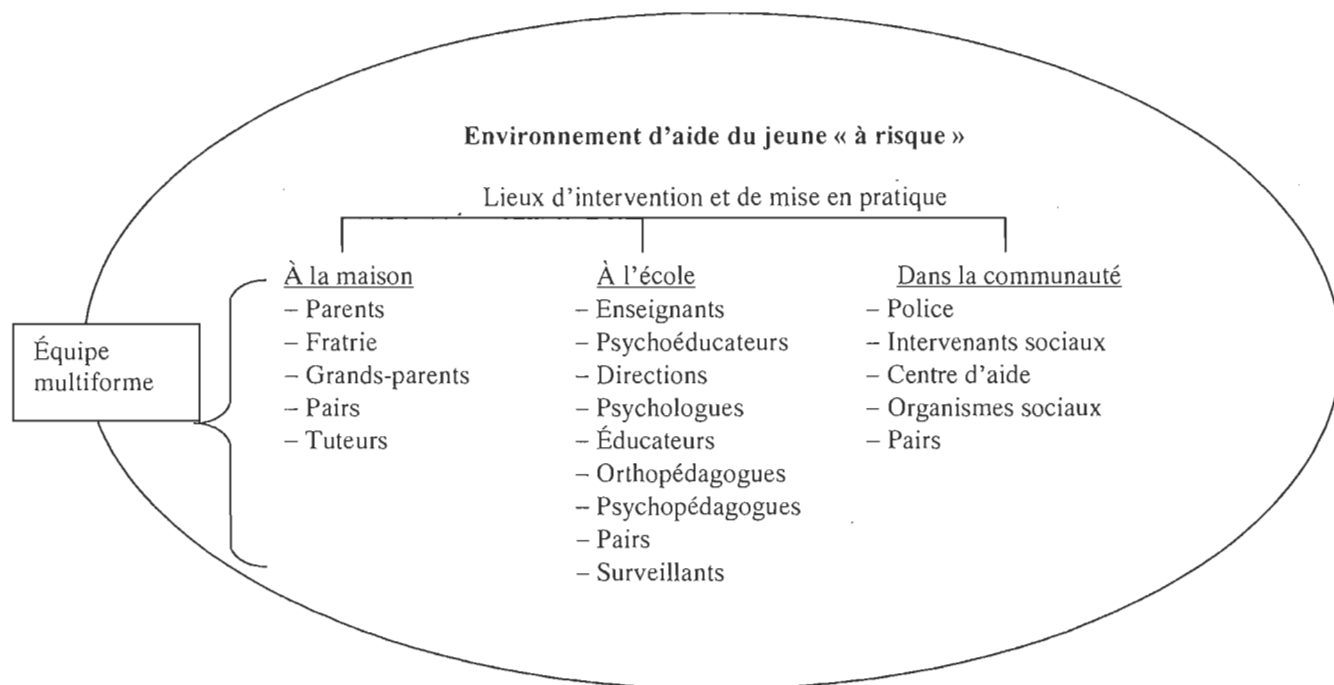 Environnement d'aide du jeune « à risque »
Lieux d'intervention et de mise en pratique
Équipe
multiforme
À la maison
– Parents
– Fratrie
– Grands-parents
– Pairs
– Tuteurs
À l'école
– Enseignants
– Psychoéducateurs
– Directions
– Psychologues
– Éducateurs
– Orthopédagogues
– Psychopédagogues
– Pairs
– Surveillants
Dans la communauté
– Police
– Intervenants sociaux
– Centre d'aide
– Organismes sociaux
– Pairs